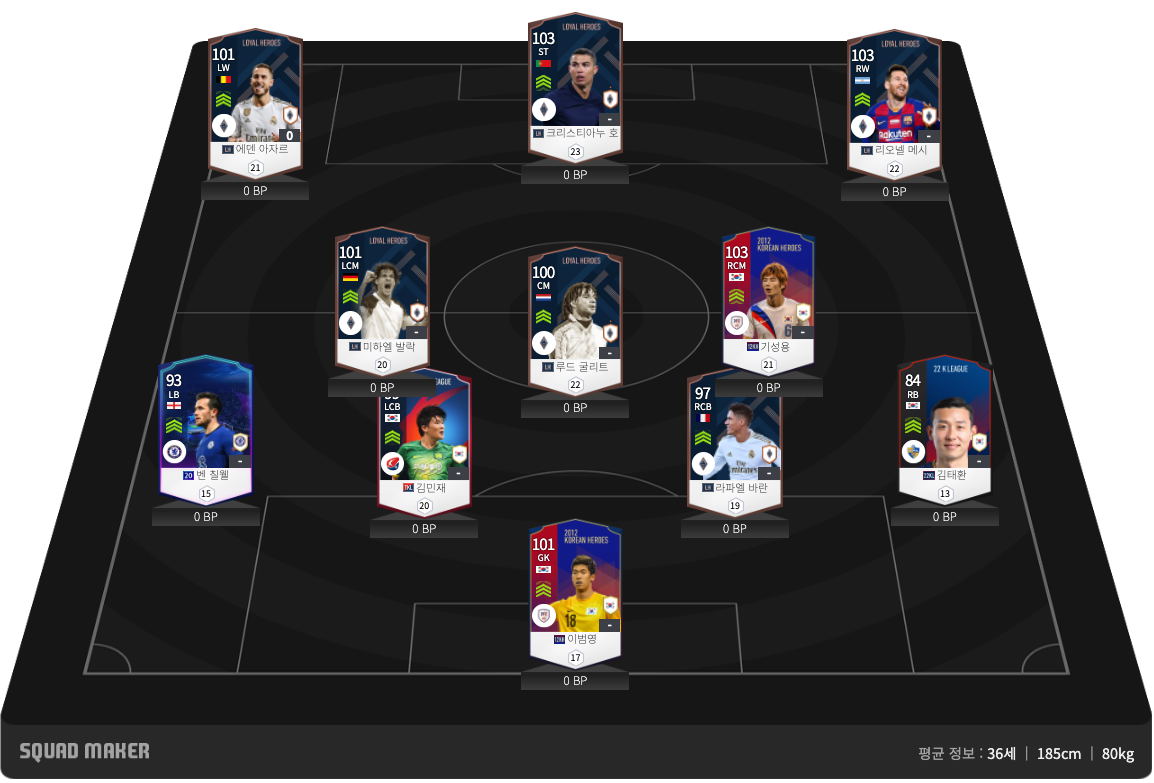 LOYAL HEROES
101
LW
0
LH 에덴 아자르
21
0 BP
LOYAL HEROES
103
ST
-
LH 크리스티아누 호
23
0 BP
LOYAL HEROES
103
RW
Rakuten
-
LH 리오넬 메시
22
0 BP
LOYAL HEROES
101
LCM
-
LH 미하엘 발락
20
0 BP
LOYAL HEROES
100
CM
-
LH 루드 굴리트
22
0 BP
2012
KOREAN HEROES
103
RCM
6
-
12KH 기성용
21
0 BP
93
LB
-
20 벤 칠웰
15
0 BP
EAGUE
LCB
-
김민재
20
0 BP
97
RCB
-
LH 라파엘 바란
19
0 BP
22 K LEAGUE
84
RB
-
22KL 김태환
13
0 BP
2012
KOREAN HEROES
101
GK
18
-
12KH 이범영
17
0 BP
SQUAD MAKER
평균 정보 : 36세 | 185cm | 80kg